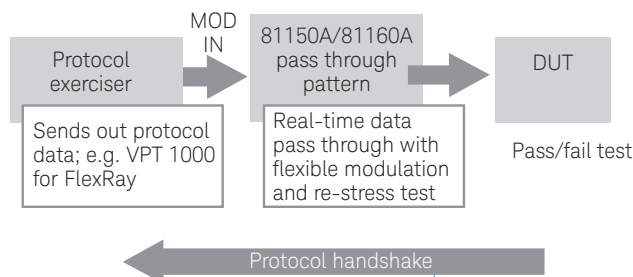 MOD
IN
Protocol
exerciser
81150A/81160A
pass through
pattern
DUT
Sends out protocol
data; e.g. VPT 1000
for FlexRay
Real-time data
pass through with
flexible modulation
and re-stress test
Pass/fail test
Protocol handshake